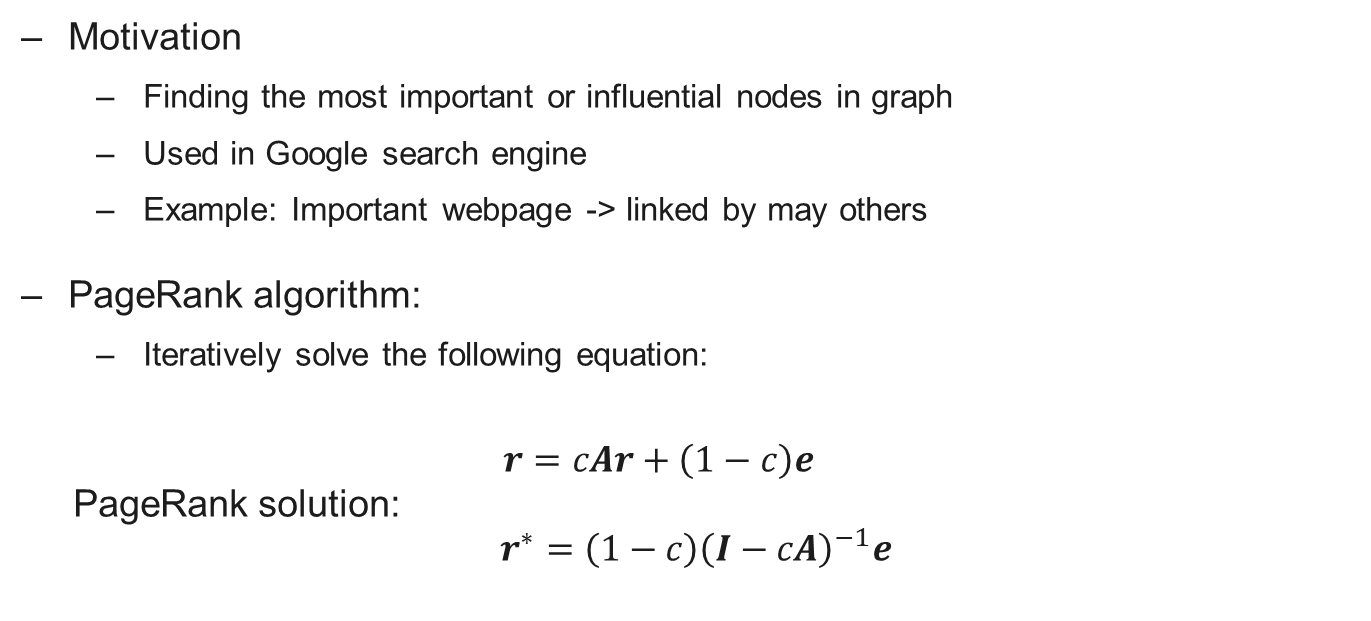 – Motivation
– Finding the most important or influential nodes in graph
– Used in Google search engine
– Example: Important webpage -> linked by may others
– PageRank algorithm:
– Iteratively solve the following equation:
r = cAr + (1 − c)e
PageRank solution:
r* = (1 − c)(I − cA)⁻¹e